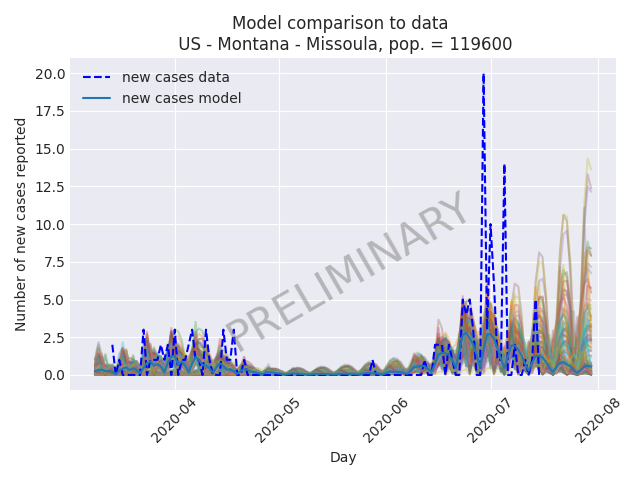 Model comparison to data
US - Montana - Missoula, pop. = 119600
new cases data
new cases model
20.0
17.5
15.0
12.5
10.0
7.5
5.0
2.5
0.0
Number of new cases reported
PRELIMINARY
2020-04
2020-05
2020-06
2020-07
2020-08
Day